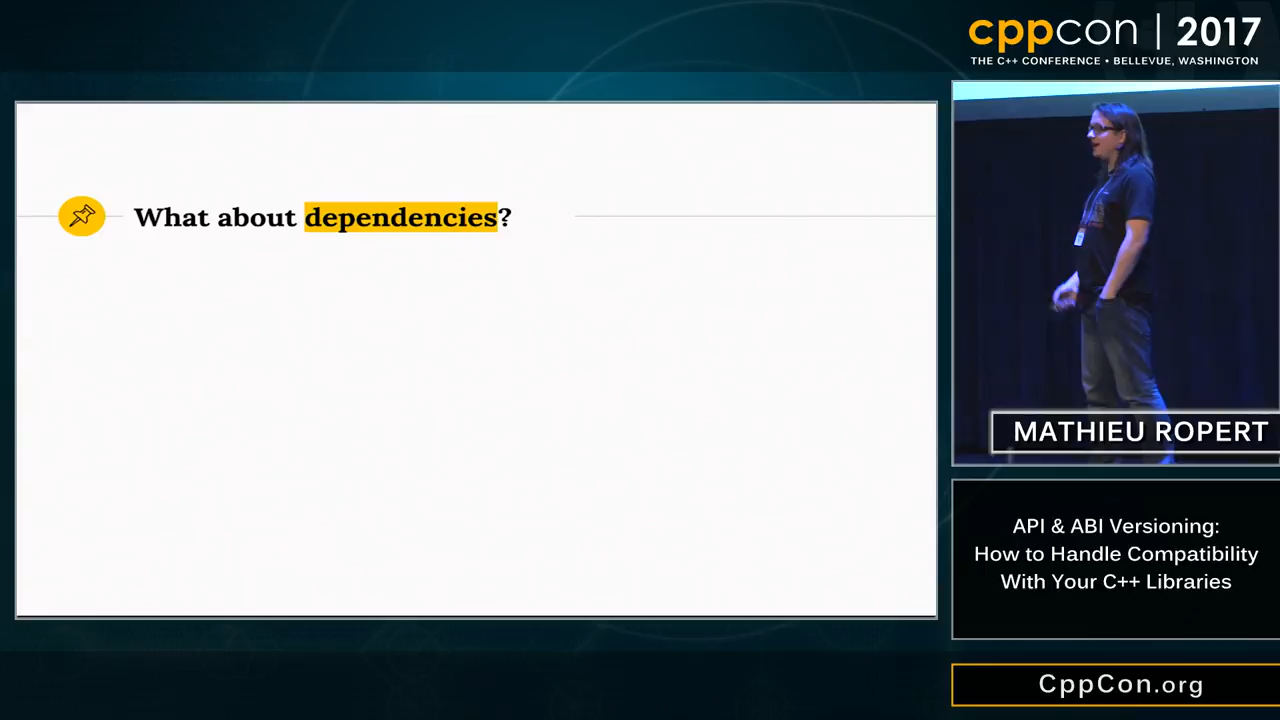 cppcon | 2017
THE C++ CONFERENCE • BELLEVUE, WASHINGTON
What about dependencies?
MATHIEU ROPERT
API & ABI Versioning:
How to Handle Compatibility
With Your C++ Libraries
CppCon.org